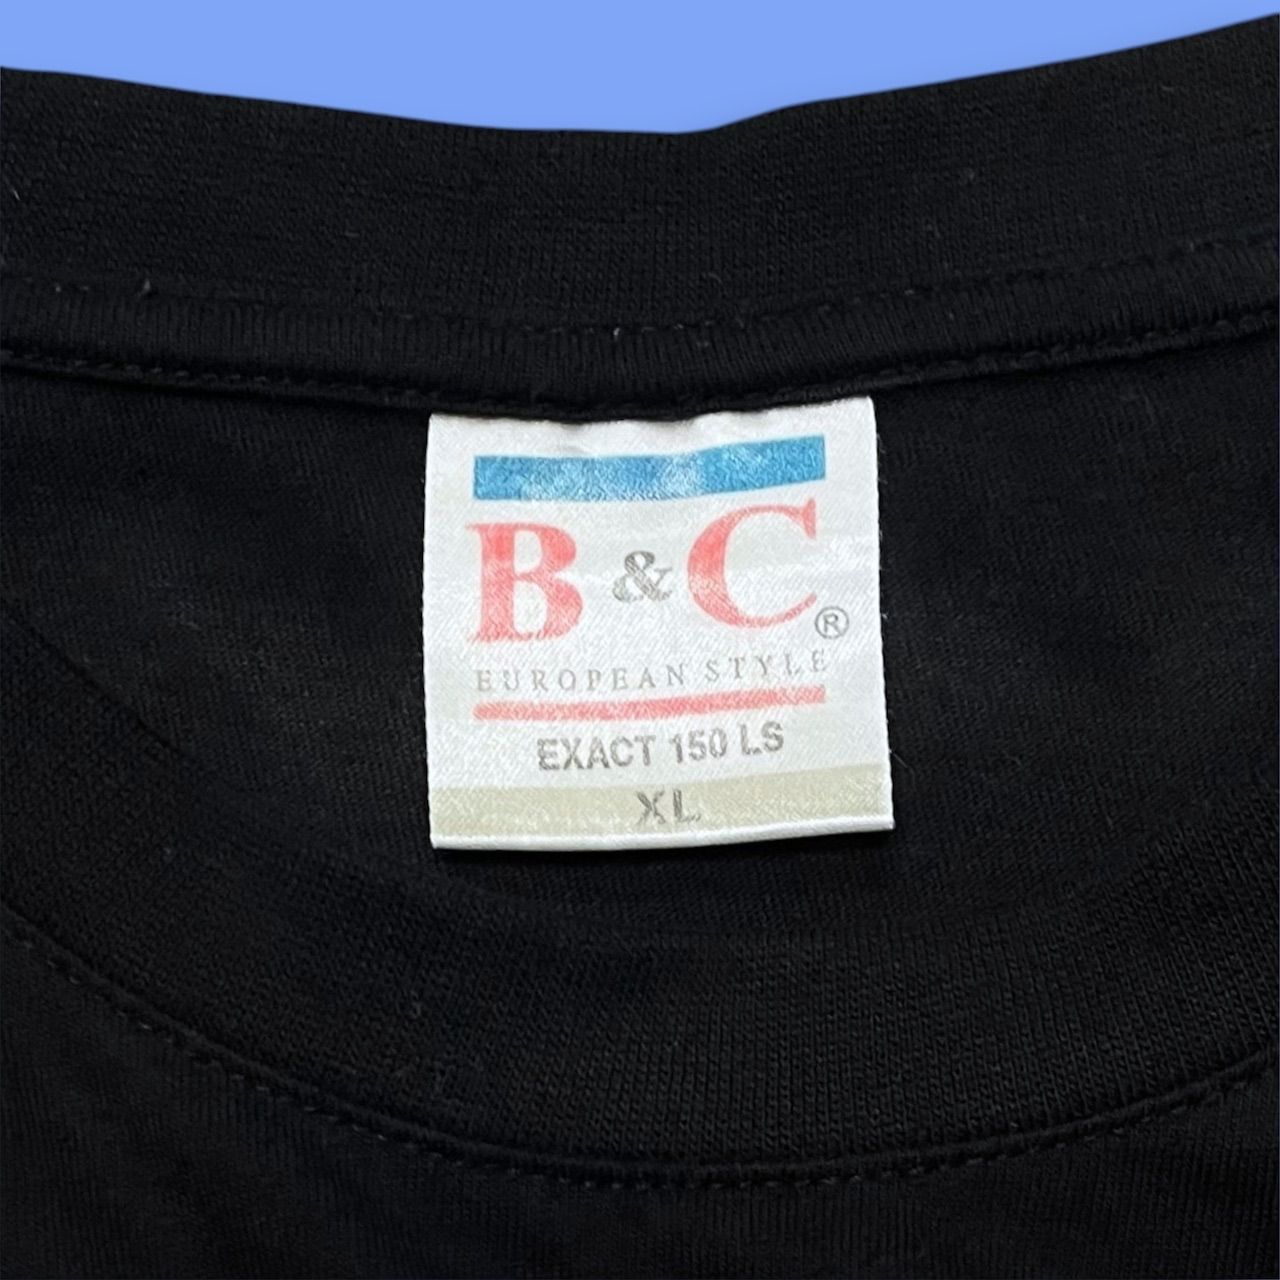 B & C ®
EUROPEAN STYLE
EXACT 150 LS
XL